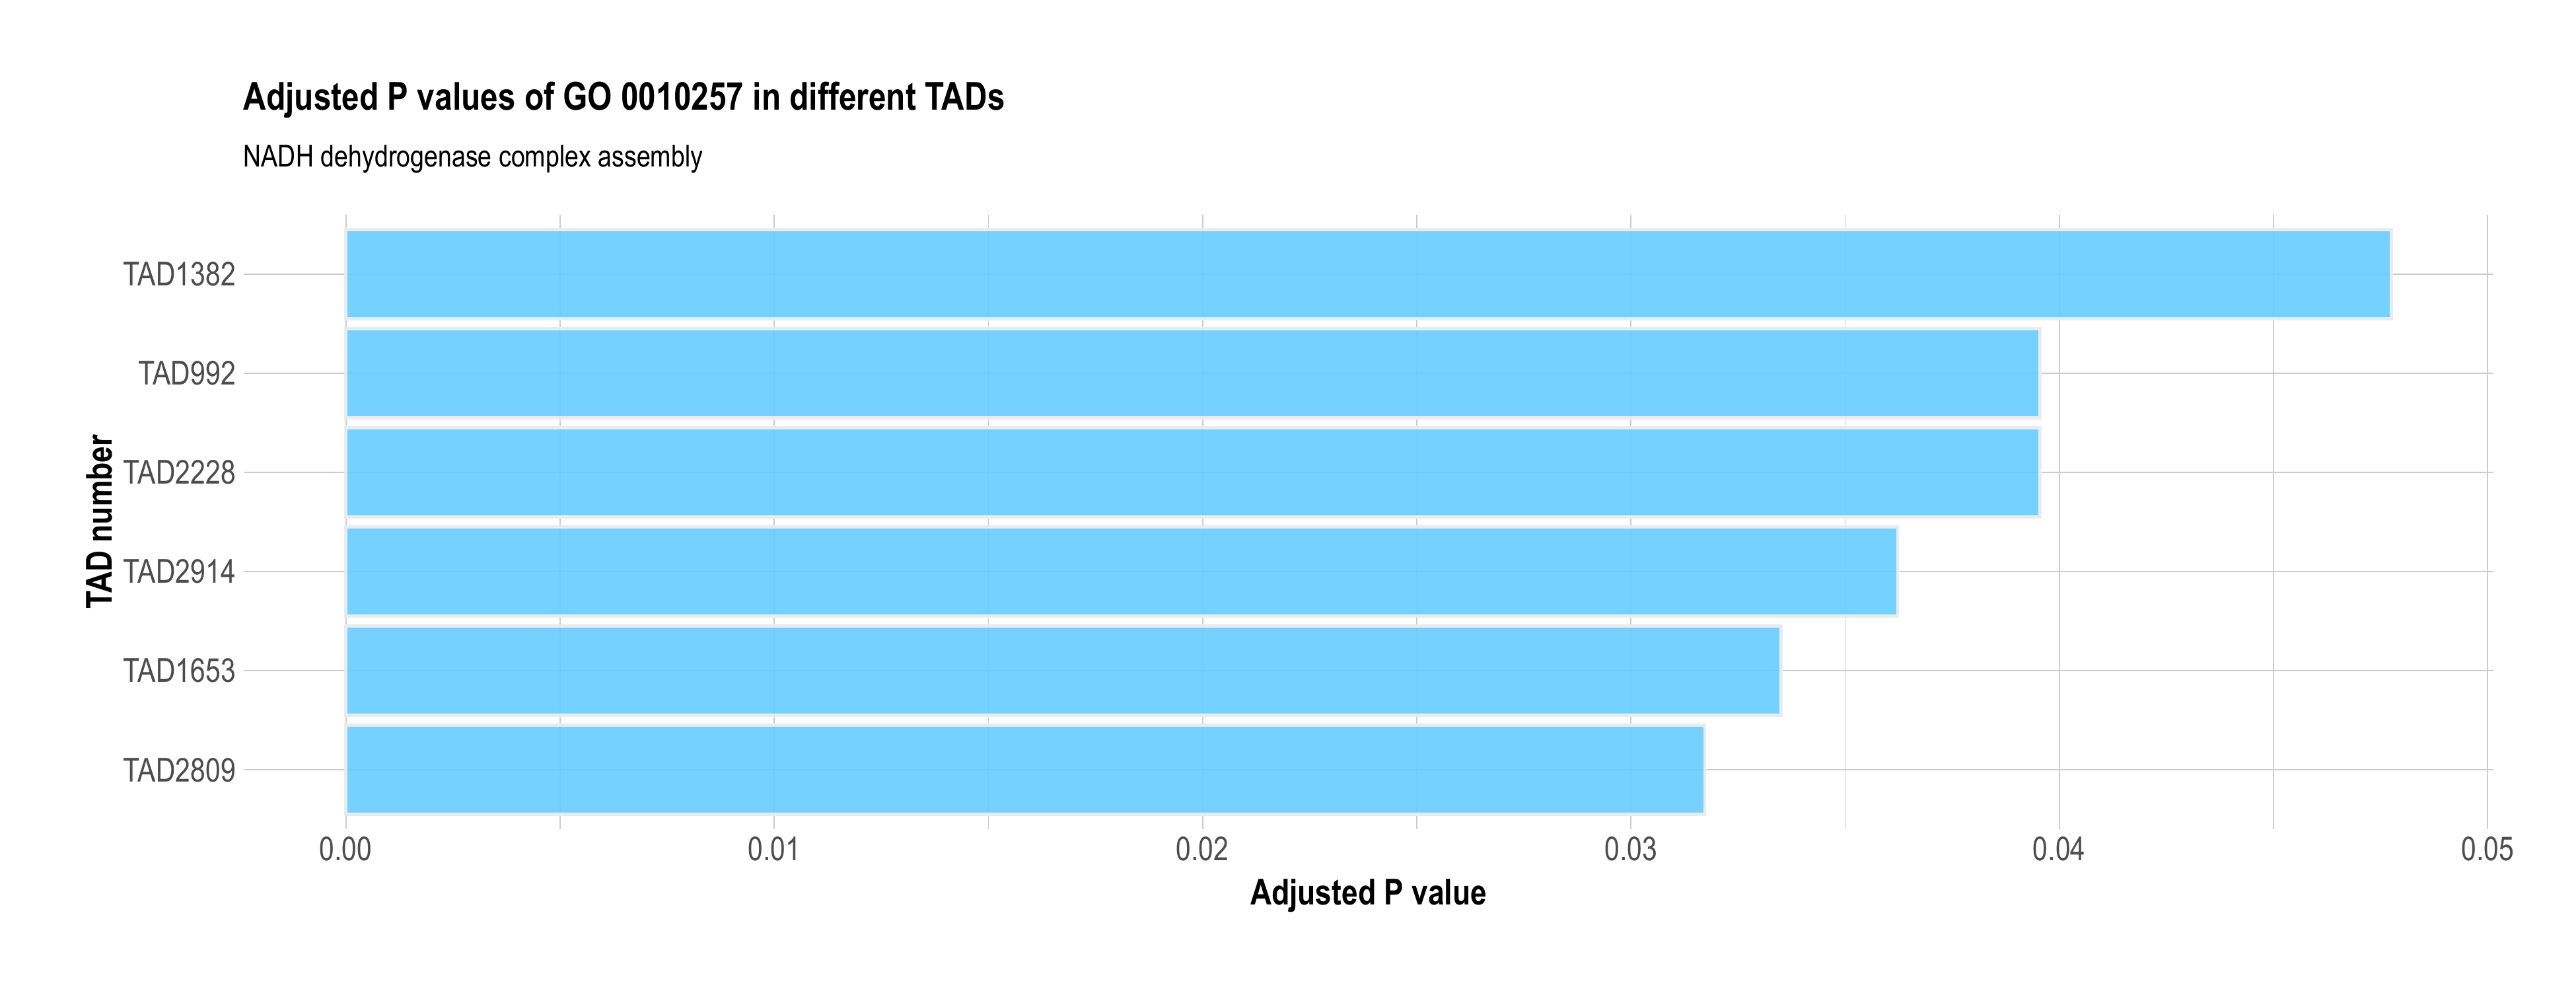 Adjusted P values of GO 0010257 in different TADs
NADH dehydrogenase complex assembly
TAD number
TAD1382
TAD992
TAD2228
TAD2914
TAD1653
TAD2809
0.00 0.01 0.02 0.03 0.04 0.05
Adjusted P value